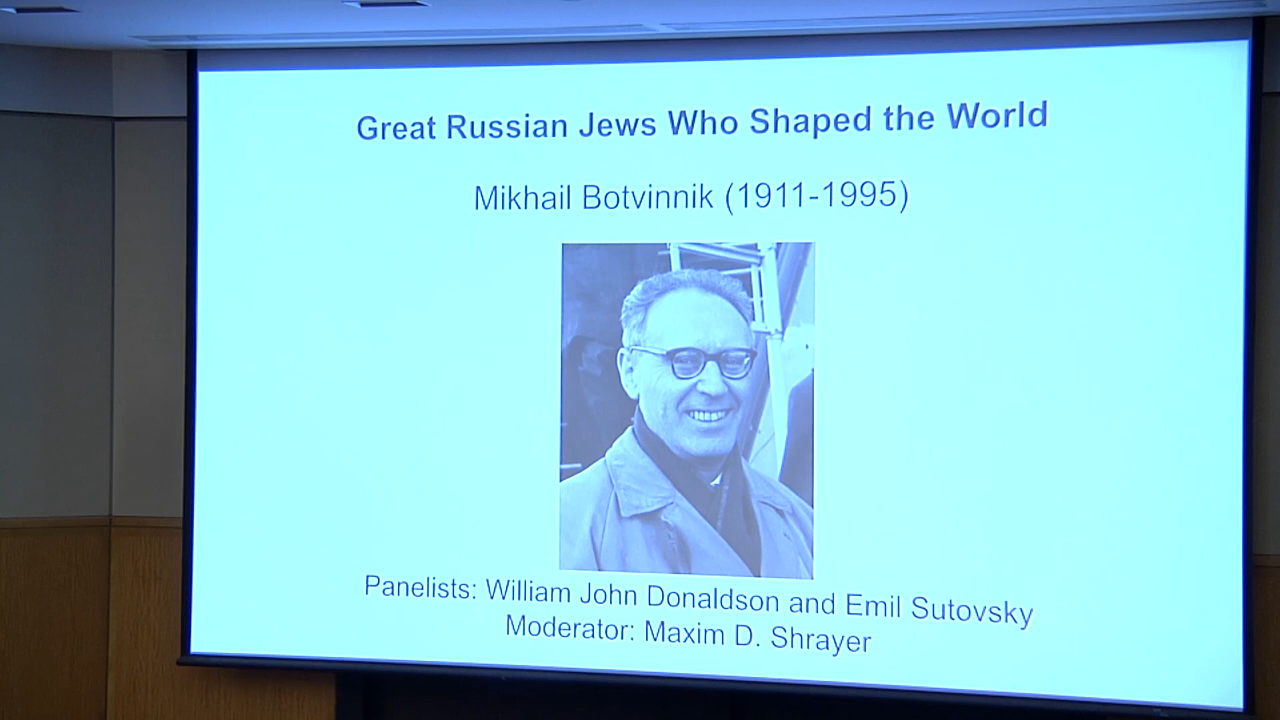 Great Russian Jews Who Shaped the World
Mikhail Botvinnik (1911-1995)
Panelists: William John Donaldson and Emil Sutovsky
Moderator: Maxim D. Shrayer